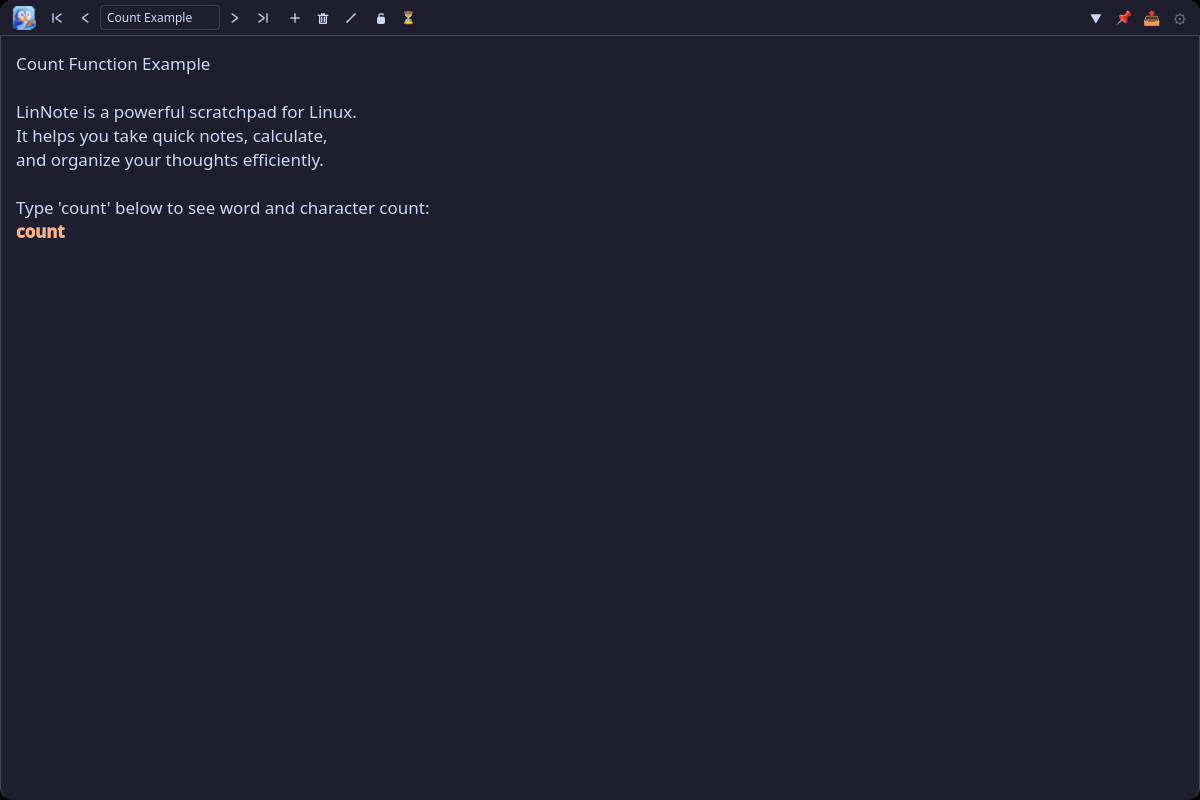 Count Example
Count Function Example
LinNote is a powerful scratchpad for Linux.
It helps you take quick notes, calculate,
and organize your thoughts efficiently.
Type 'count' below to see word and character count:
count